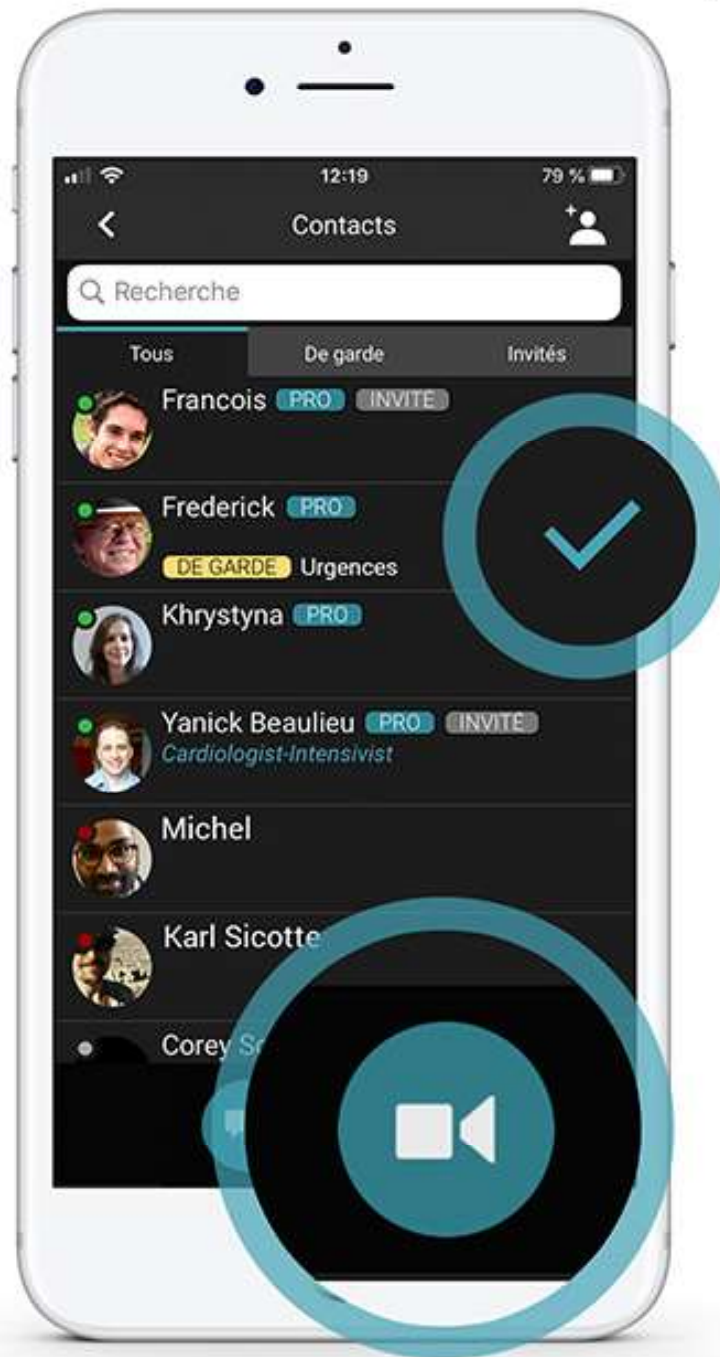 12:19
79 %
Contacts
Recherche
Tous De garde Invités
Francois PRO INVITÉ
Frederick PRO
DE GARDE Urgences
Khrystyna PRO
Yanick Beaulieu PRO INVITÉ
Cardiologist-Intensivist
Michel
Karl Sicotte
Corey